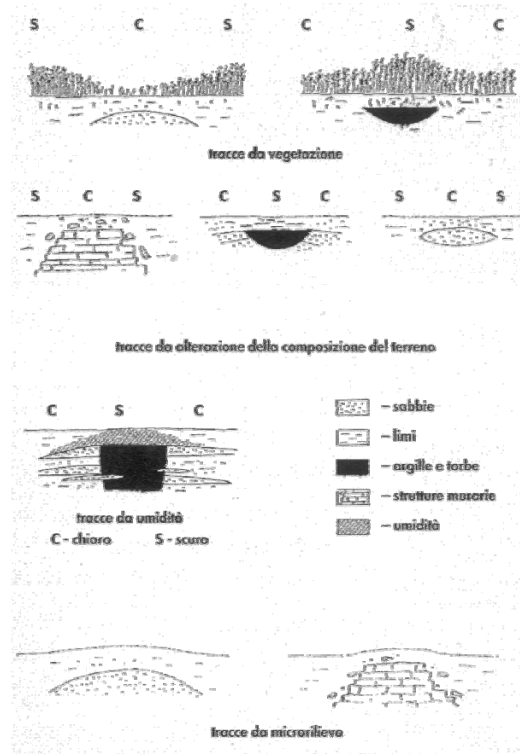 S C S C S C
tracce da vegetazione
S C S C S C S C S
tracce da alterazione della composizione del terreno
C S C
– sabbie
– limi
– argille e torbe
– strutture murarie
– umidità
tracce da umidità
C - chiaro S - scuro
tracce da microrilievo